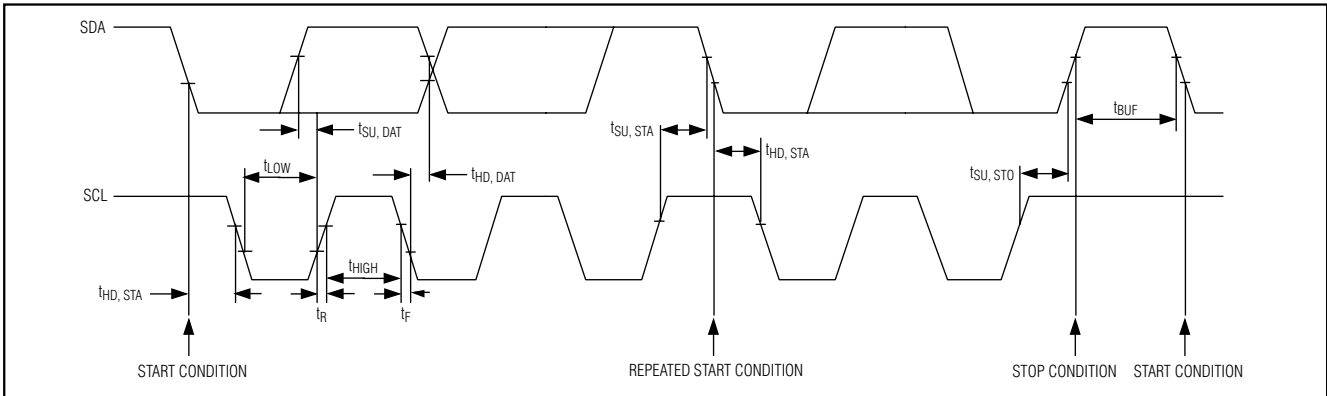 SDA
tSU, DAT
tSU, STA
tBUF
tLOW
tHD, DAT
tHD, STA
tSU, STO
SCL
tHIGH
tHD, STA
tR
tF
START CONDITION
REPEATED START CONDITION
STOP CONDITION
START CONDITION